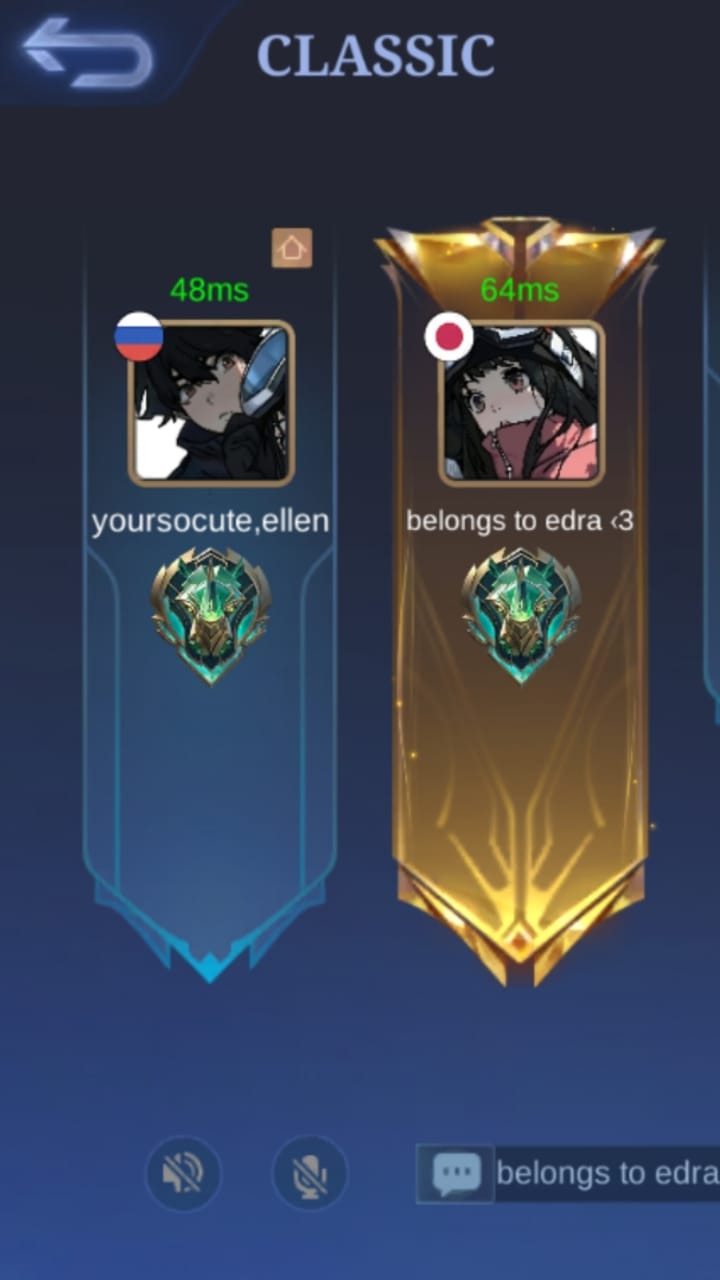 CLASSIC
48ms
64ms
yoursocute,ellen
belongs to edra ‹3
belongs to edra